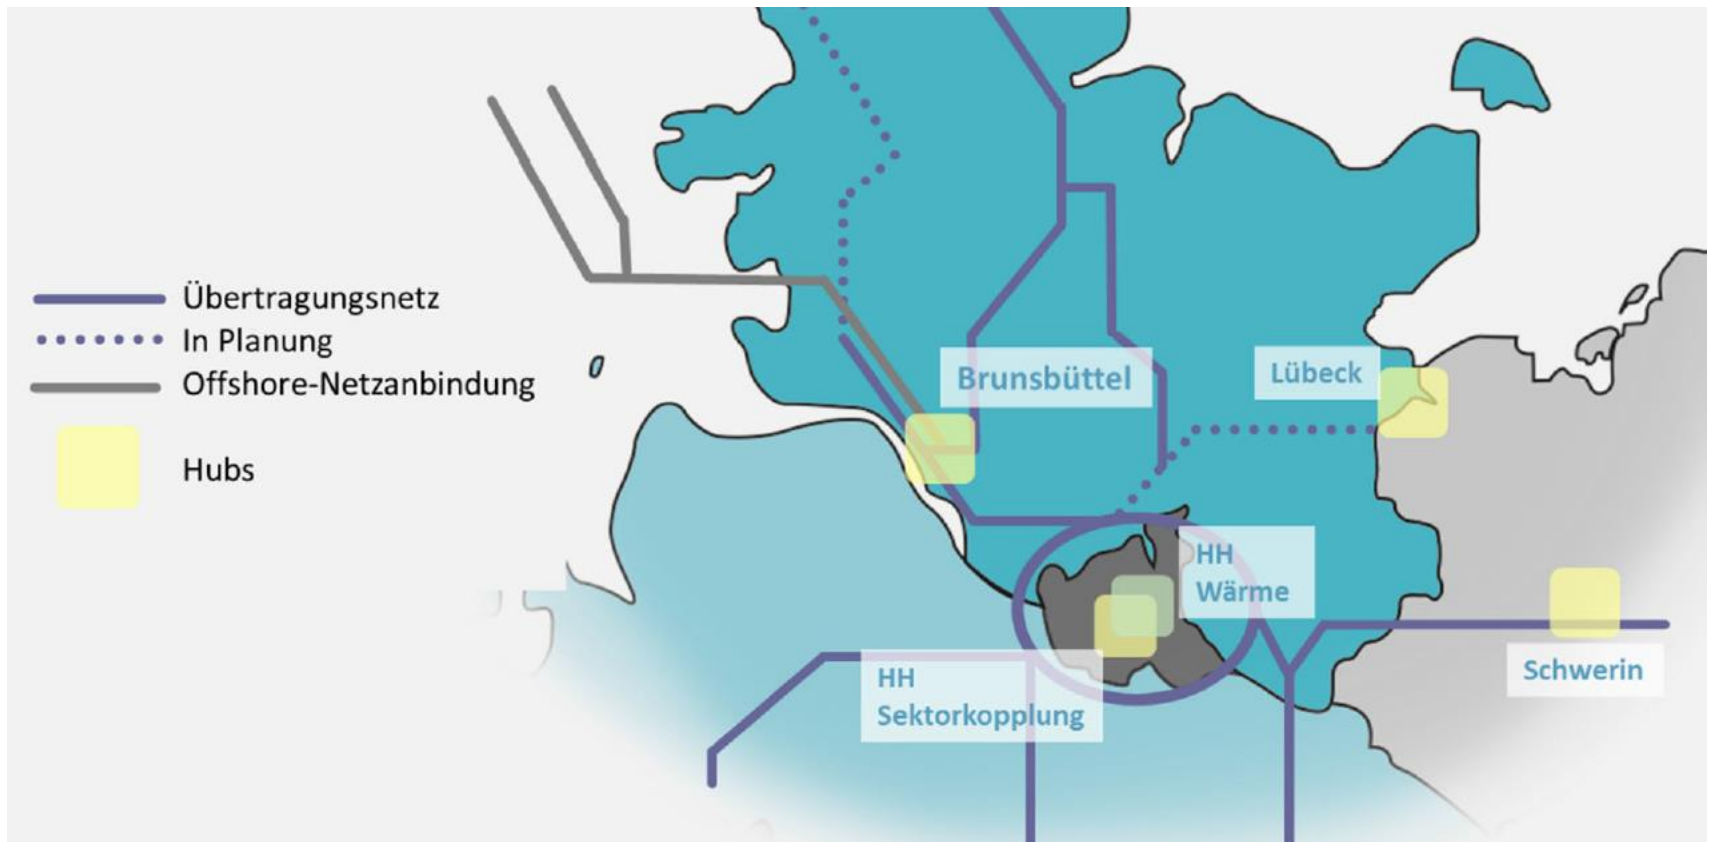 Übertragungsnetz
In Planung
Offshore-Netzanbindung
Hubs
Brunsbüttel
Lübeck
HH
Wärme
HH
Sektorkopplung
Schwerin